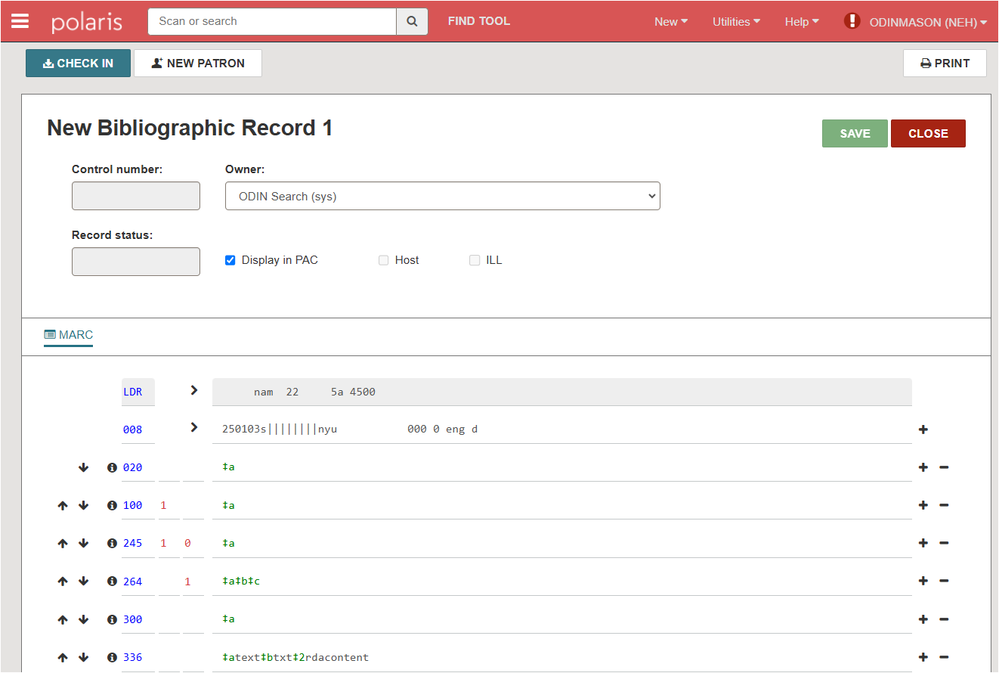 polaris Scan or search FIND TOOL New Utilities Help ODINMASON (NEH)
CHECK IN NEW PATRON PRINT
New Bibliographic Record 1
SAVE CLOSE
Control number: Owner:
ODIN Search (sys)
Record status:
Display in PAC Host ILL
MARC
LDR      nam  22     5a 4500
008 250103s||||||||nyu           000 0 eng d
020 ‡a
100 1 ‡a
245 1 0 ‡a
264 1 ‡a‡b‡c
300 ‡a
336 ‡atext‡btxt‡2rdacontent